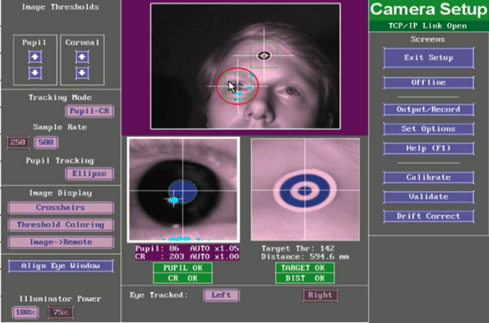 Image Thresholds
Pupil
Corneal
Tracking Mode
Pupil-CR
Sample Rate
250
500
Pupil Tracking
Ellipse
Image Display
Crosshairs
Threshold Coloring
Image->Remote
Align Eye Window
Illuminator Power
100%
75%
Pupil: 86 AUTO x1.05
CR : 203 AUTO x1.00
PUPIL OK
CR OK
Target Thr: 142
Distance: 594.6 mm
TARGET OK
DIST OK
Eye Tracked:
Left
Right
Camera Setup
TCP/IP Link Open
Screens
Exit Setup
Offline
Output/Record
Set Options
Help (F1)
Calibrate
Validate
Drift Correct